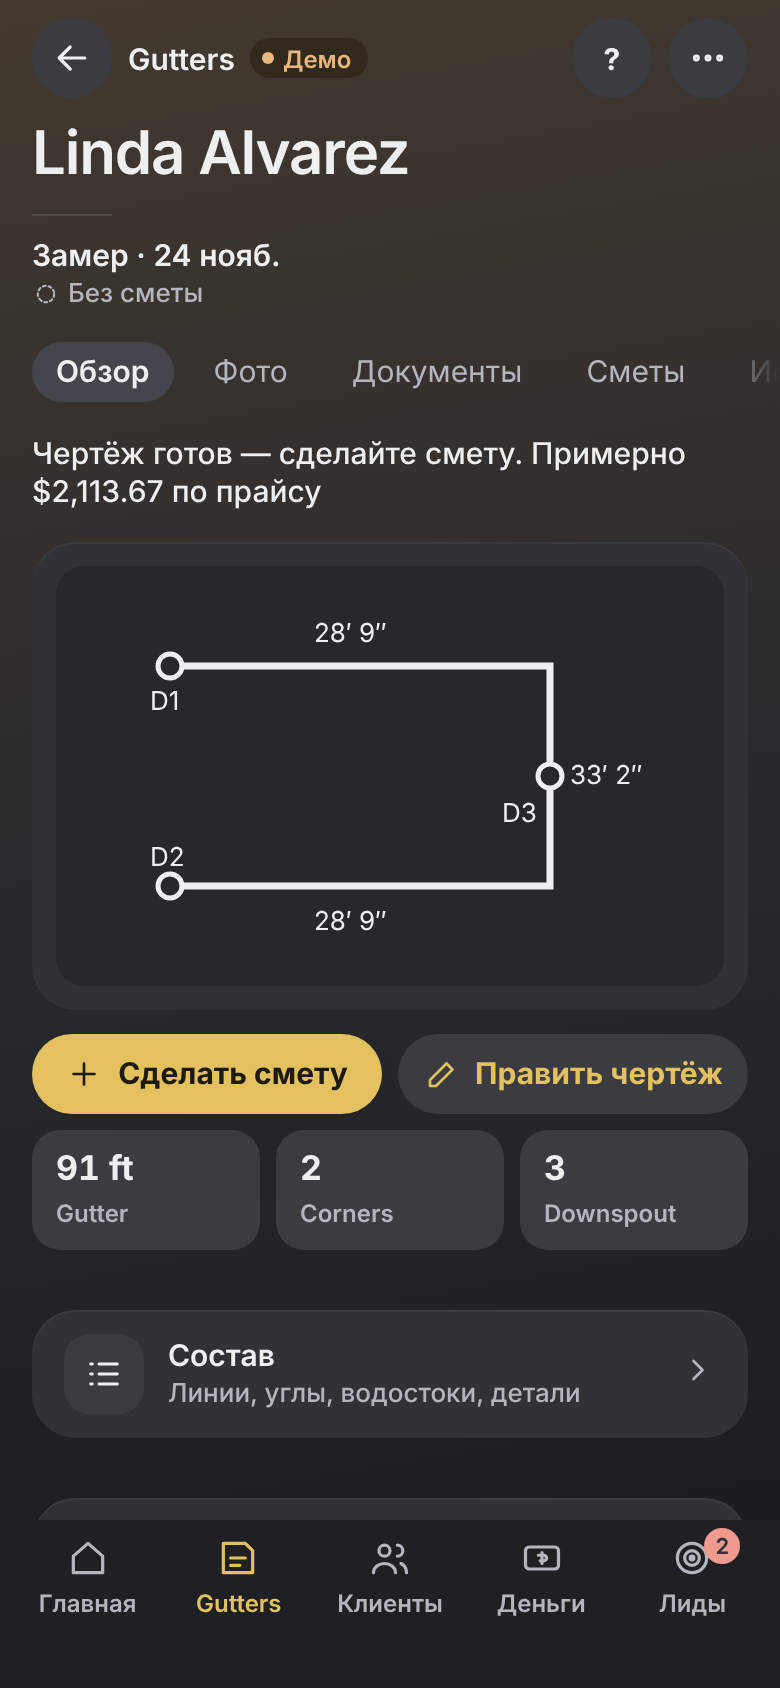 Gutters
Демо
?
Linda Alvarez
Замер · 24 нояб.
Без сметы
Обзор
Фото
Документы
Сметы
Чертёж готов — сделайте смету. Примерно
$2,113.67 по прайсу
28′ 9″
D1
33′ 2″
D3
D2
28′ 9″
Сделать смету
Править чертёж
91 ft
Gutter
2
Corners
3
Downspout
Состав
Линии, углы, водостоки, детали
2
Главная
Gutters
Клиенты
Деньги
Лиды